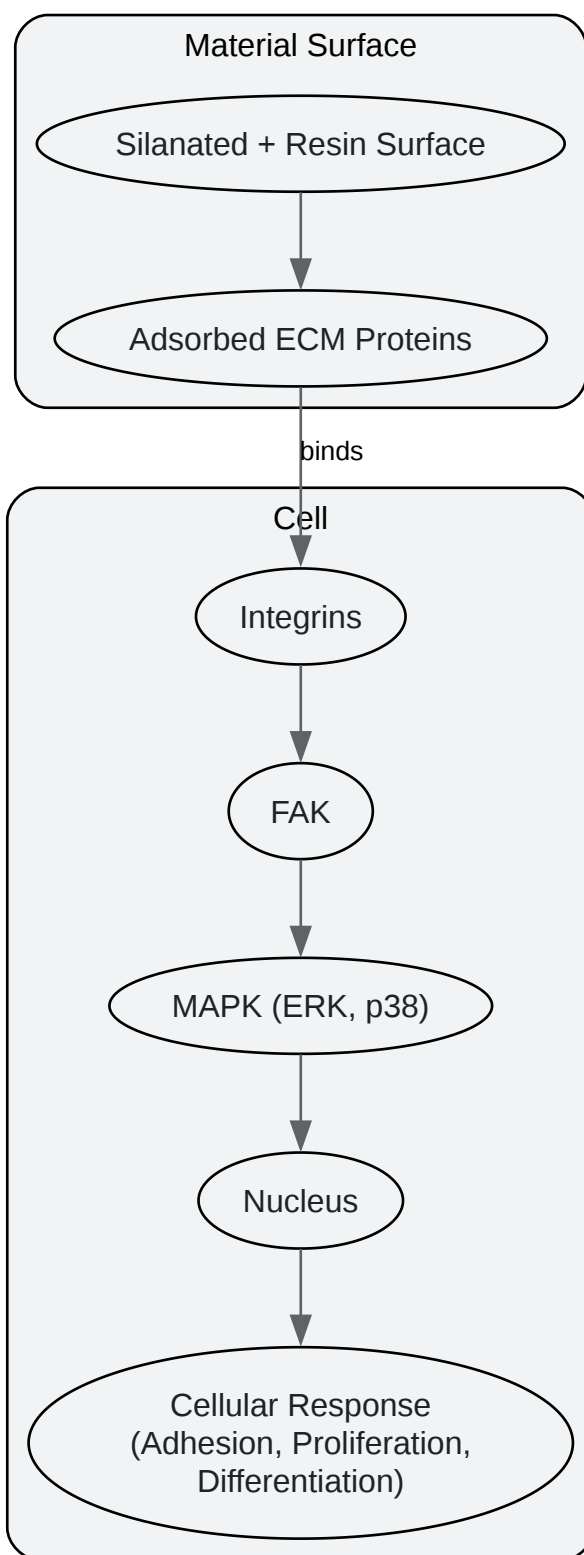 Material Surface
Silanated + Resin Surface
Adsorbed ECM Proteins
binds
Cell
Integrins
FAK
MAPK (ERK, p38)
Nucleus
Cellular Response
(Adhesion, Proliferation,
Differentiation)